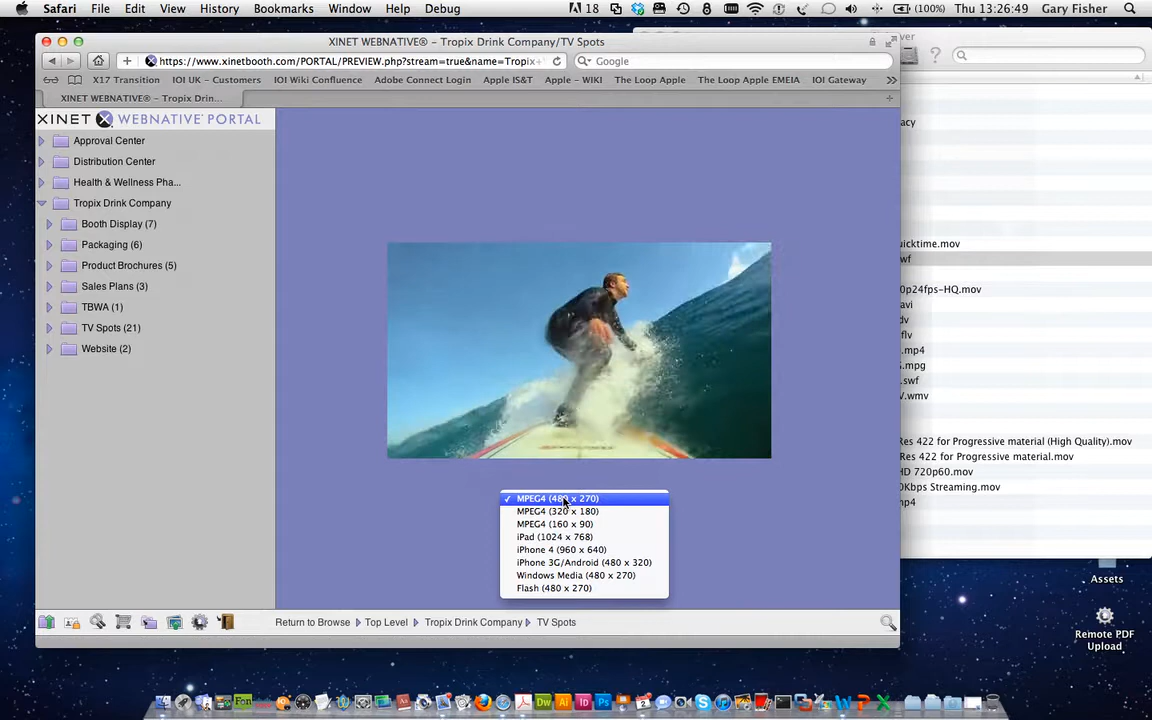 Safari File Edit View History Bookmarks Window Help Debug 18 (100%) Thu 13:26:49 Gary Fisher
XINET WEBNATIVE® – Tropix Drink Company/TV Spots
https://www.xinetbooth.com/PORTAL/PREVIEW.php?stream=true&name=Tropix+
Google
X17 Transition IOI UK – Customers IOI Wiki Confluence Adobe Connect Login Apple IS&T Apple – WIKI The Loop Apple The Loop Apple EMEIA IOI Gateway
XINET WEBNATIVE® – Tropix Drin...
XINET X WEBNATIVE PORTAL
Approval Center
Distribution Center
Health & Wellness Pha...
Tropix Drink Company
Booth Display (7)
Packaging (6)
Product Brochures (5)
Sales Plans (3)
TBWA (1)
TV Spots (21)
Website (2)
MPEG4 (480 x 270)
MPEG4 (320 x 180)
MPEG4 (160 x 90)
iPad (1024 x 768)
iPhone 4 (960 x 640)
iPhone 3G/Android (480 x 320)
Windows Media (480 x 270)
Flash (480 x 270)
Return to Browse Top Level Tropix Drink Company TV Spots
ver
acy
uicktime.mov
wf
0p24fps-HQ.mov
avi
dv
flv
.mp4
.mpg
.swf
V.wmv
Res 422 for Progressive material (High Quality).mov
Res 422 for Progressive material.mov
HD 720p60.mov
0Kbps Streaming.mov
mp4
Assets
Remote PDF
Upload